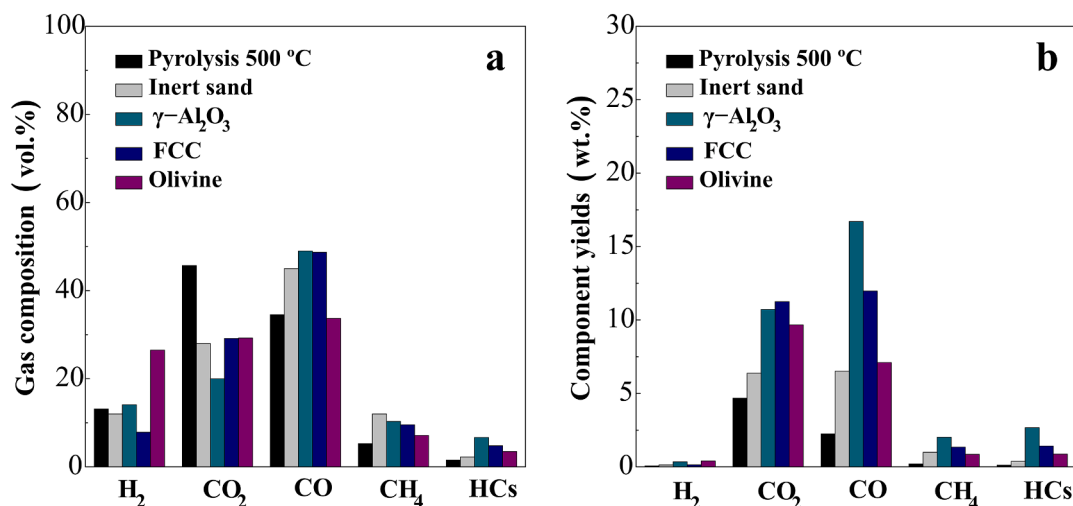 Gas composition ( vol.%)
100
80
60
40
20
0
a
Pyrolysis 500 ºC
Inert sand
γ−Al₂O₃
FCC
Olivine
H₂ CO₂ CO CH₄ HCs
Component yields ( wt.%)
30
25
20
15
10
5
0
b
Pyrolysis 500 ºC
Inert sand
γ−Al₂O₃
FCC
Olivine
H₂ CO₂ CO CH₄ HCs